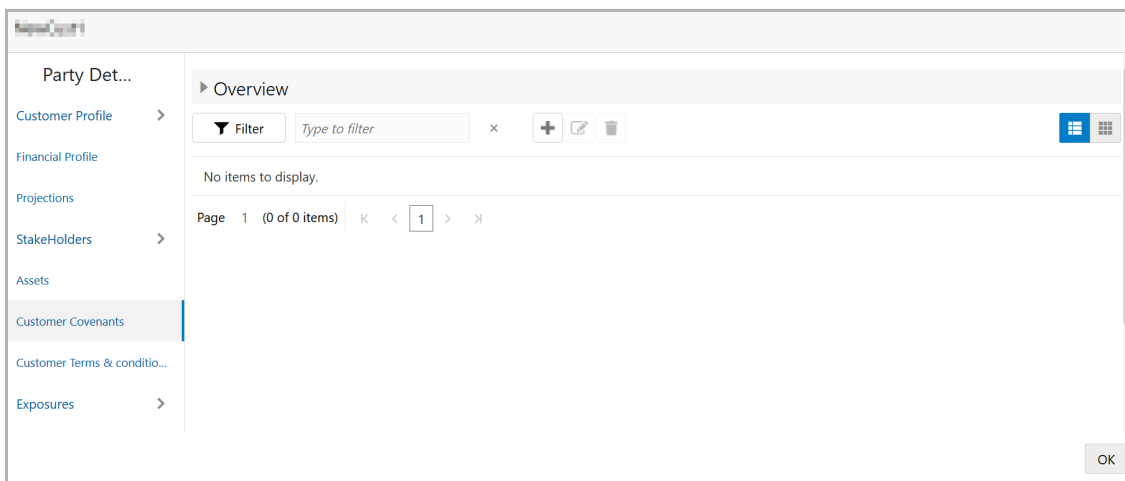 Party Det...
Customer Profile
Financial Profile
Projections
StakeHolders
Assets
Customer Covenants
Customer Terms & conditio...
Exposures
Overview
Filter Type to filter
No items to display.
Page 1 (0 of 0 items) 1
OK